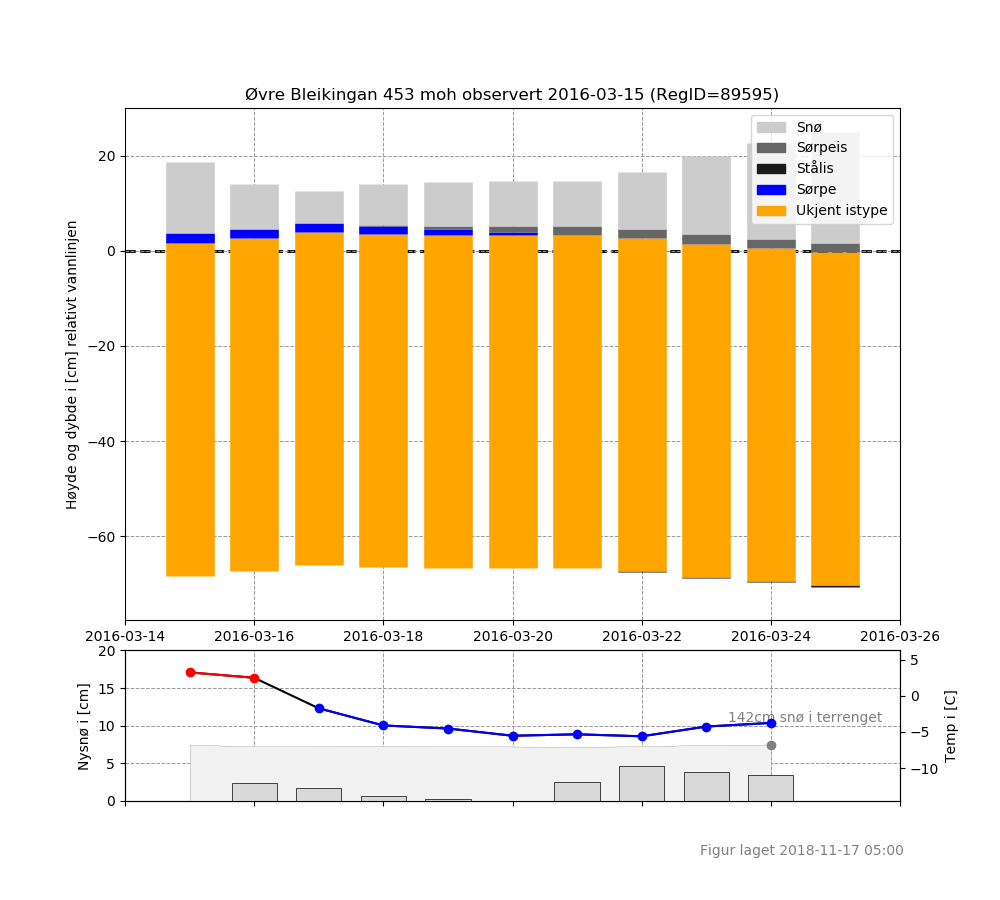 Øvre Bleikingan 453 moh observert 2016-03-15 (RegID=89595)
Snø
Sørpeis
Stålis
Sørpe
Ukjent istype
Høyde og dybde i [cm] relativt vannlinjen
20
0
−20
−40
−60
2016-03-14 2016-03-16 2016-03-18 2016-03-20 2016-03-22 2016-03-24 2016-03-26
Nysnø i [cm]
20
15
10
5
0
142cm snø i terrenget
5
0
−5
−10
Temp i [C]
Figur laget 2018-11-17 05:00